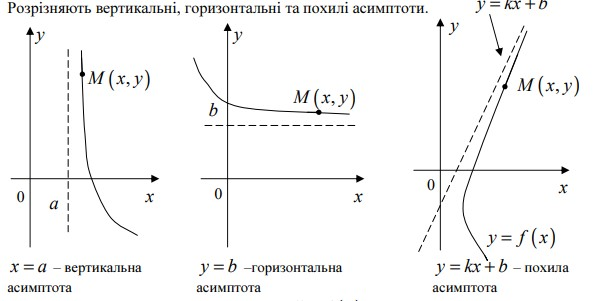 Розрізняють вертикальні, горизонтальні та похилі асимптоти.
y = kx + b
y
M (x, y)
0
a
x
y
b
M (x, y)
0
x
y
M (x, y)
0
x
y = f (x)
x = a – вертикальна
асимптота
y = b –горизонтальна
асимптота
y = kx + b – похила
асимптота